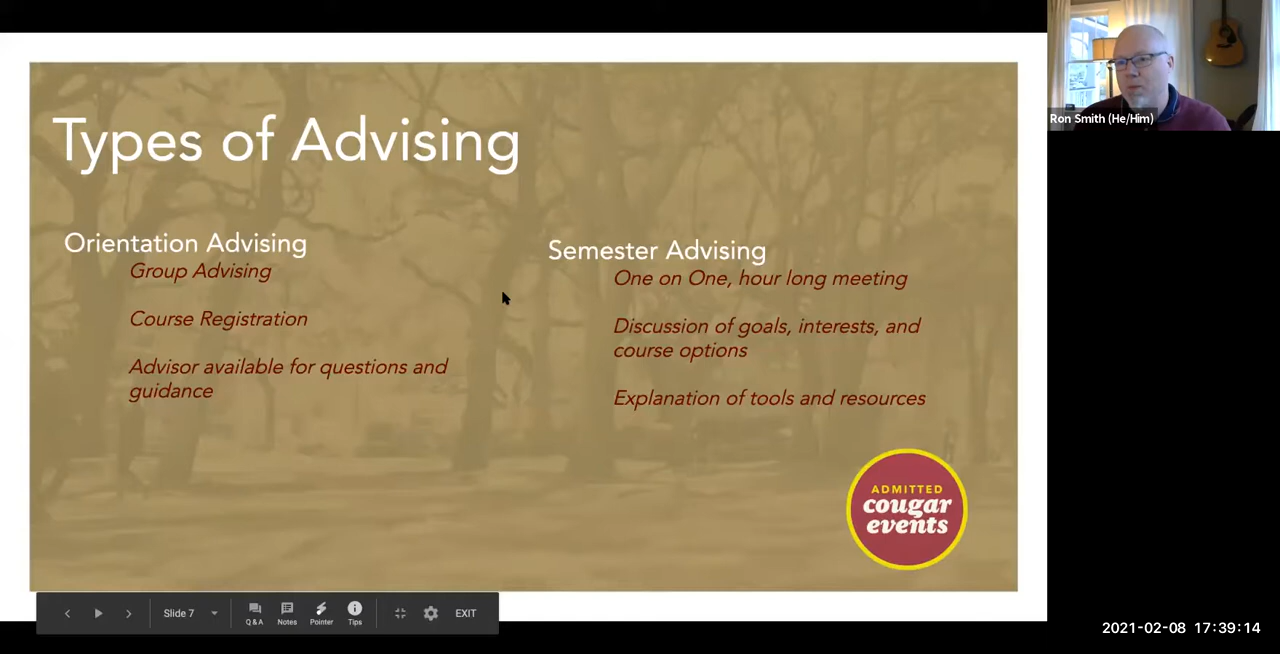 Types of Advising
Orientation Advising
Group Advising
Course Registration
Advisor available for questions and
guidance
Semester Advising
One on One, hour long meeting
Discussion of goals, interests, and
course options
Explanation of tools and resources
ADMITTED
cougar
events
Slide 7
Q & A
Notes
Pointer
Tips
EXIT
Ron Smith (He/Him)
2021-02-08 17:39:14